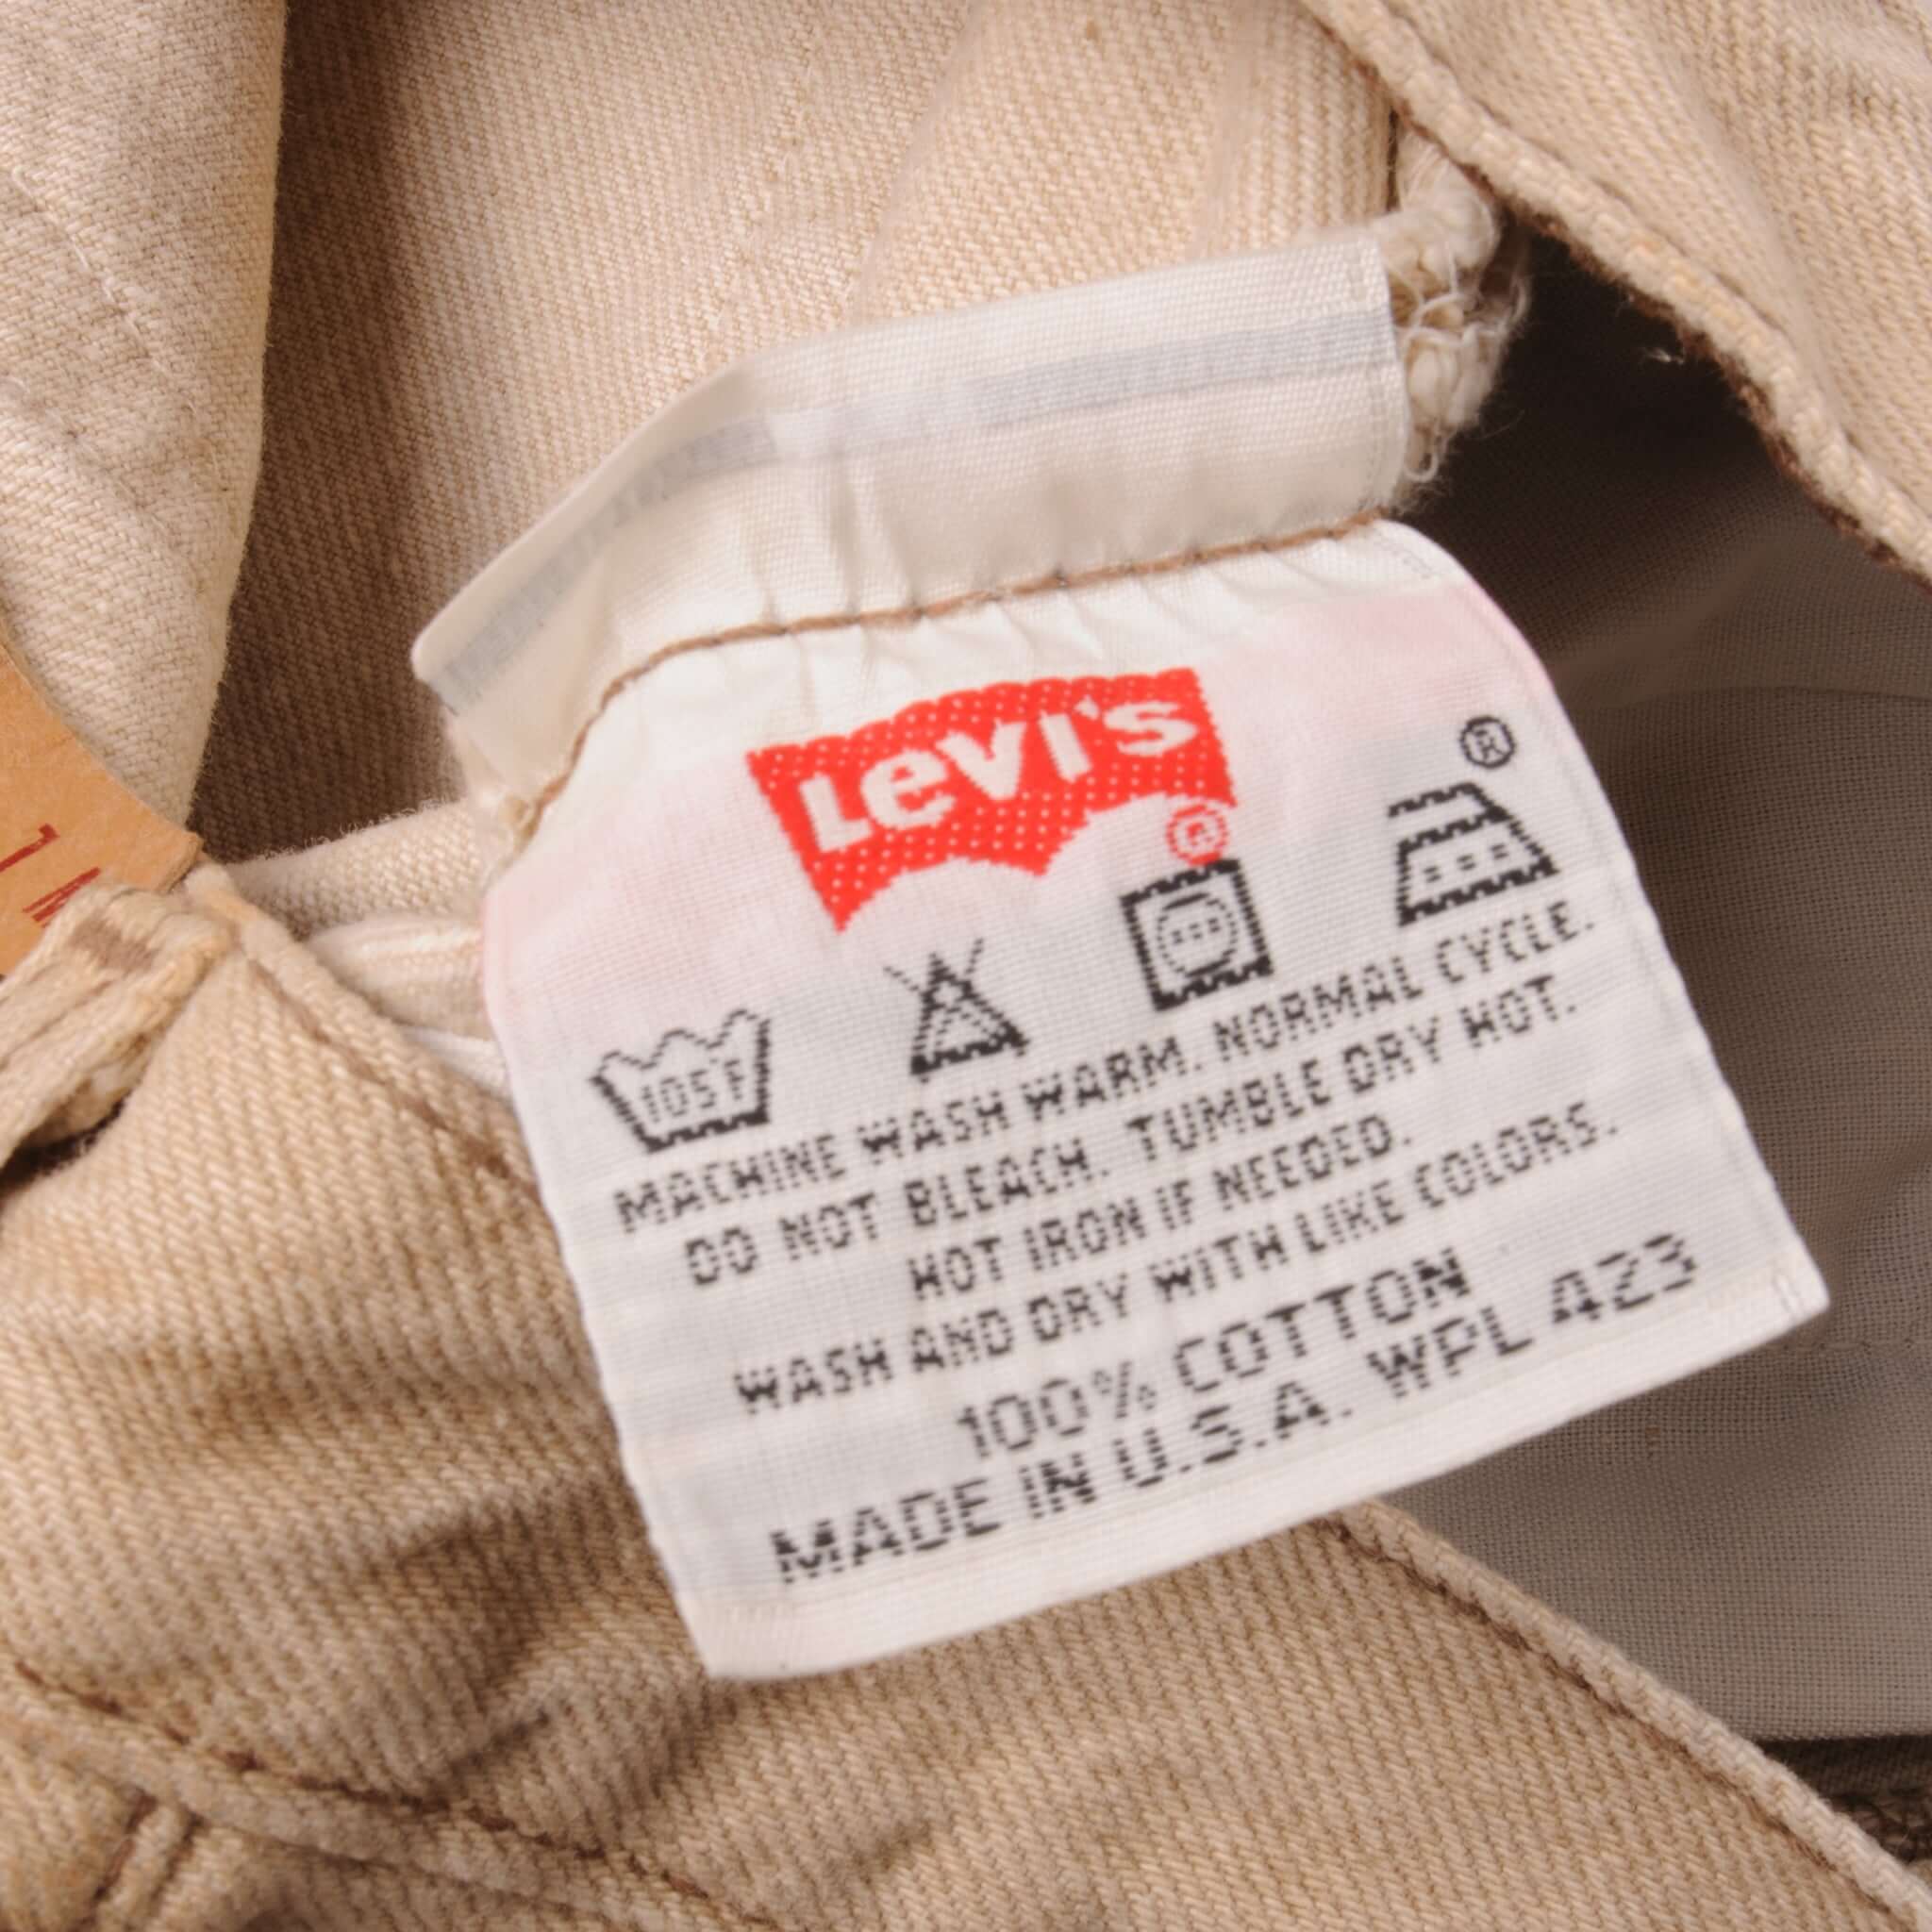 Levi's
®
®
105°F
MACHINE WASH WARM. NORMAL CYCLE.
DO NOT BLEACH. TUMBLE DRY HOT.
HOT IRON IF NEEDED.
WASH AND DRY WITH LIKE COLORS.
100% COTTON
MADE IN U.S.A. WPL 423